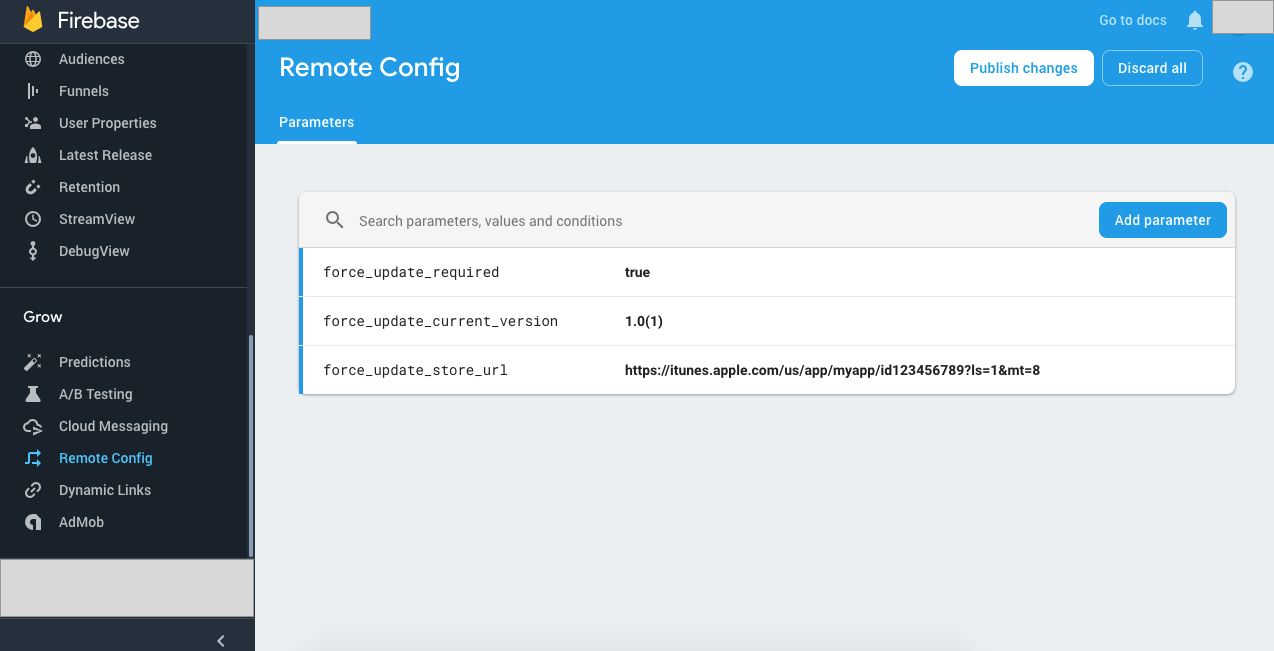 Firebase
Audiences
Funnels
User Properties
Latest Release
Retention
StreamView
DebugView
Grow
Predictions
A/B Testing
Cloud Messaging
Remote Config
Dynamic Links
AdMob
Go to docs
Remote Config
Publish changes
Discard all
?
Parameters
Search parameters, values and conditions
Add parameter
force_update_required true
force_update_current_version 1.0(1)
force_update_store_url https://itunes.apple.com/us/app/myapp/id123456789?ls=1&mt=8